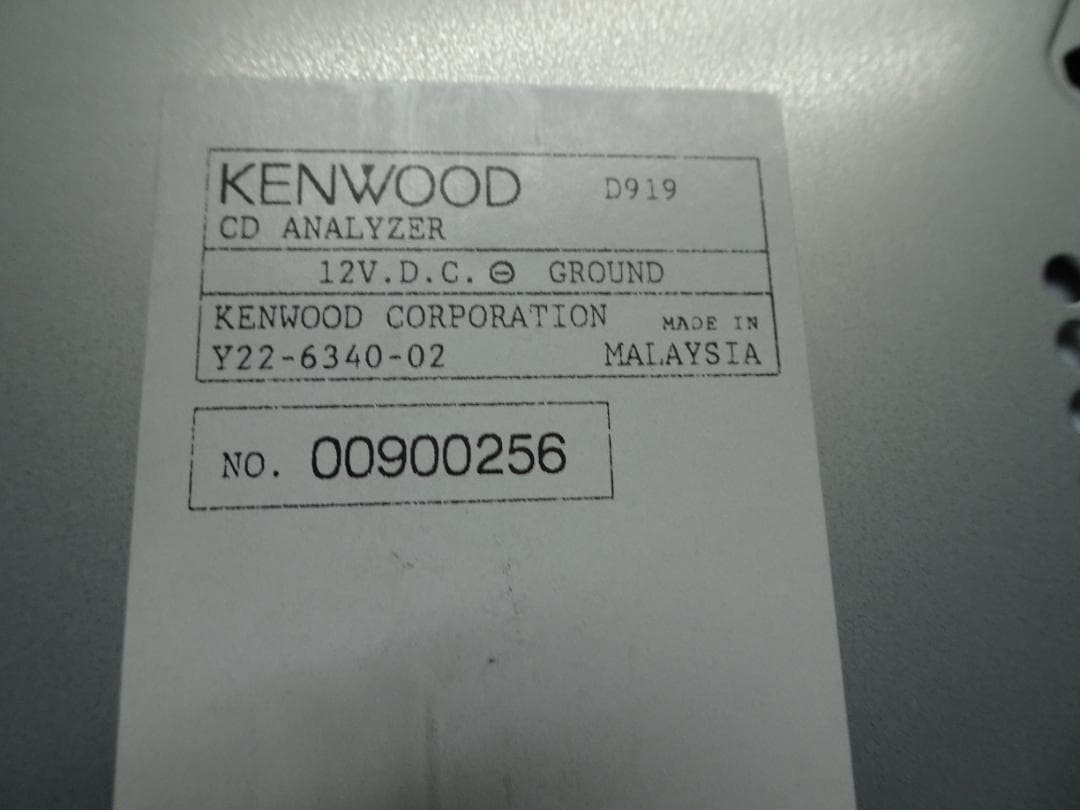 KENWOOD D919
CD ANALYZER
12V.D.C. ⊖ GROUND
KENWOOD CORPORATION MADE IN
Y22-6340-02 MALAYSIA
NO. 00900256